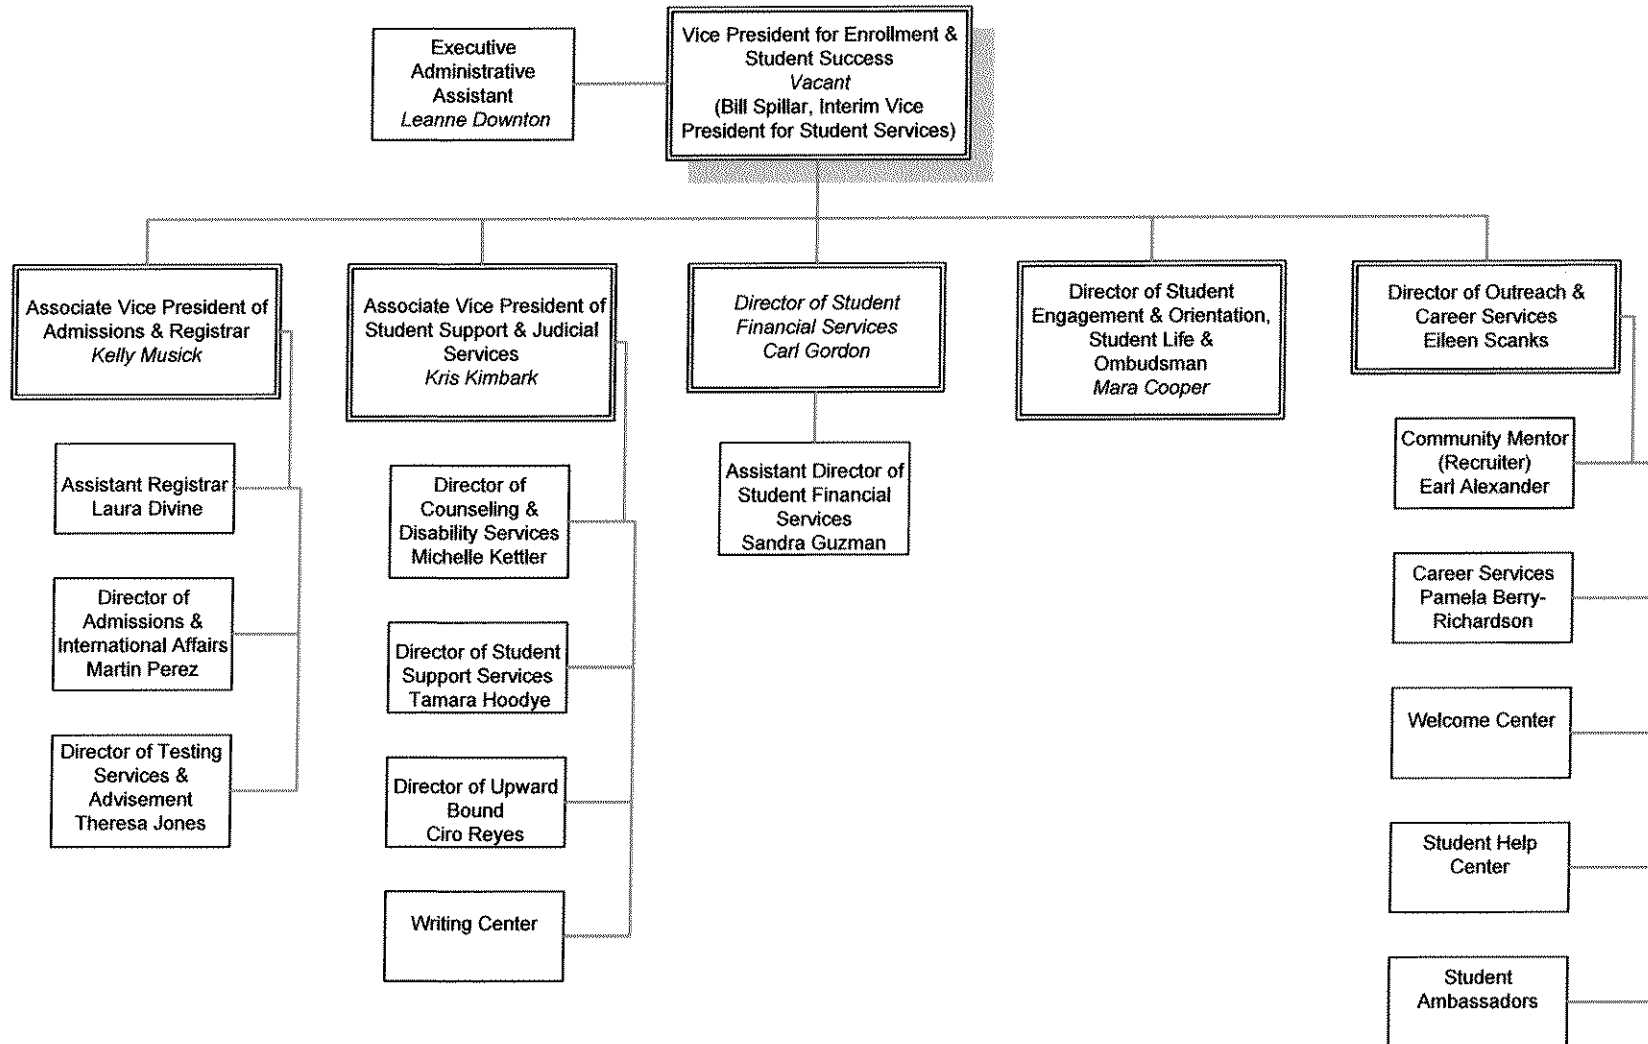 Executive
Administrative
Assistant
Leanne Downton
Vice President for Enrollment &
Student Success
Vacant
(Bill Spillar, Interim Vice
President for Student Services)
Associate Vice President of
Admissions & Registrar
Kelly Musick
Assistant Registrar
Laura Divine
Director of
Admissions &
International Affairs
Martin Perez
Director of Testing
Services &
Advisement
Theresa Jones
Associate Vice President of
Student Support & Judicial
Services
Kris Kimbark
Director of
Counseling &
Disability Services
Michelle Kettler
Director of Student
Support Services
Tamara Hoodye
Director of Upward
Bound
Ciro Reyes
Writing Center
Director of Student
Financial Services
Carl Gordon
Assistant Director of
Student Financial
Services
Sandra Guzman
Director of Student
Engagement & Orientation,
Student Life &
Ombudsman
Mara Cooper
Director of Outreach &
Career Services
Eileen Scanks
Community Mentor
(Recruiter)
Earl Alexander
Career Services
Pamela Berry-
Richardson
Welcome Center
Student Help
Center
Student
Ambassadors